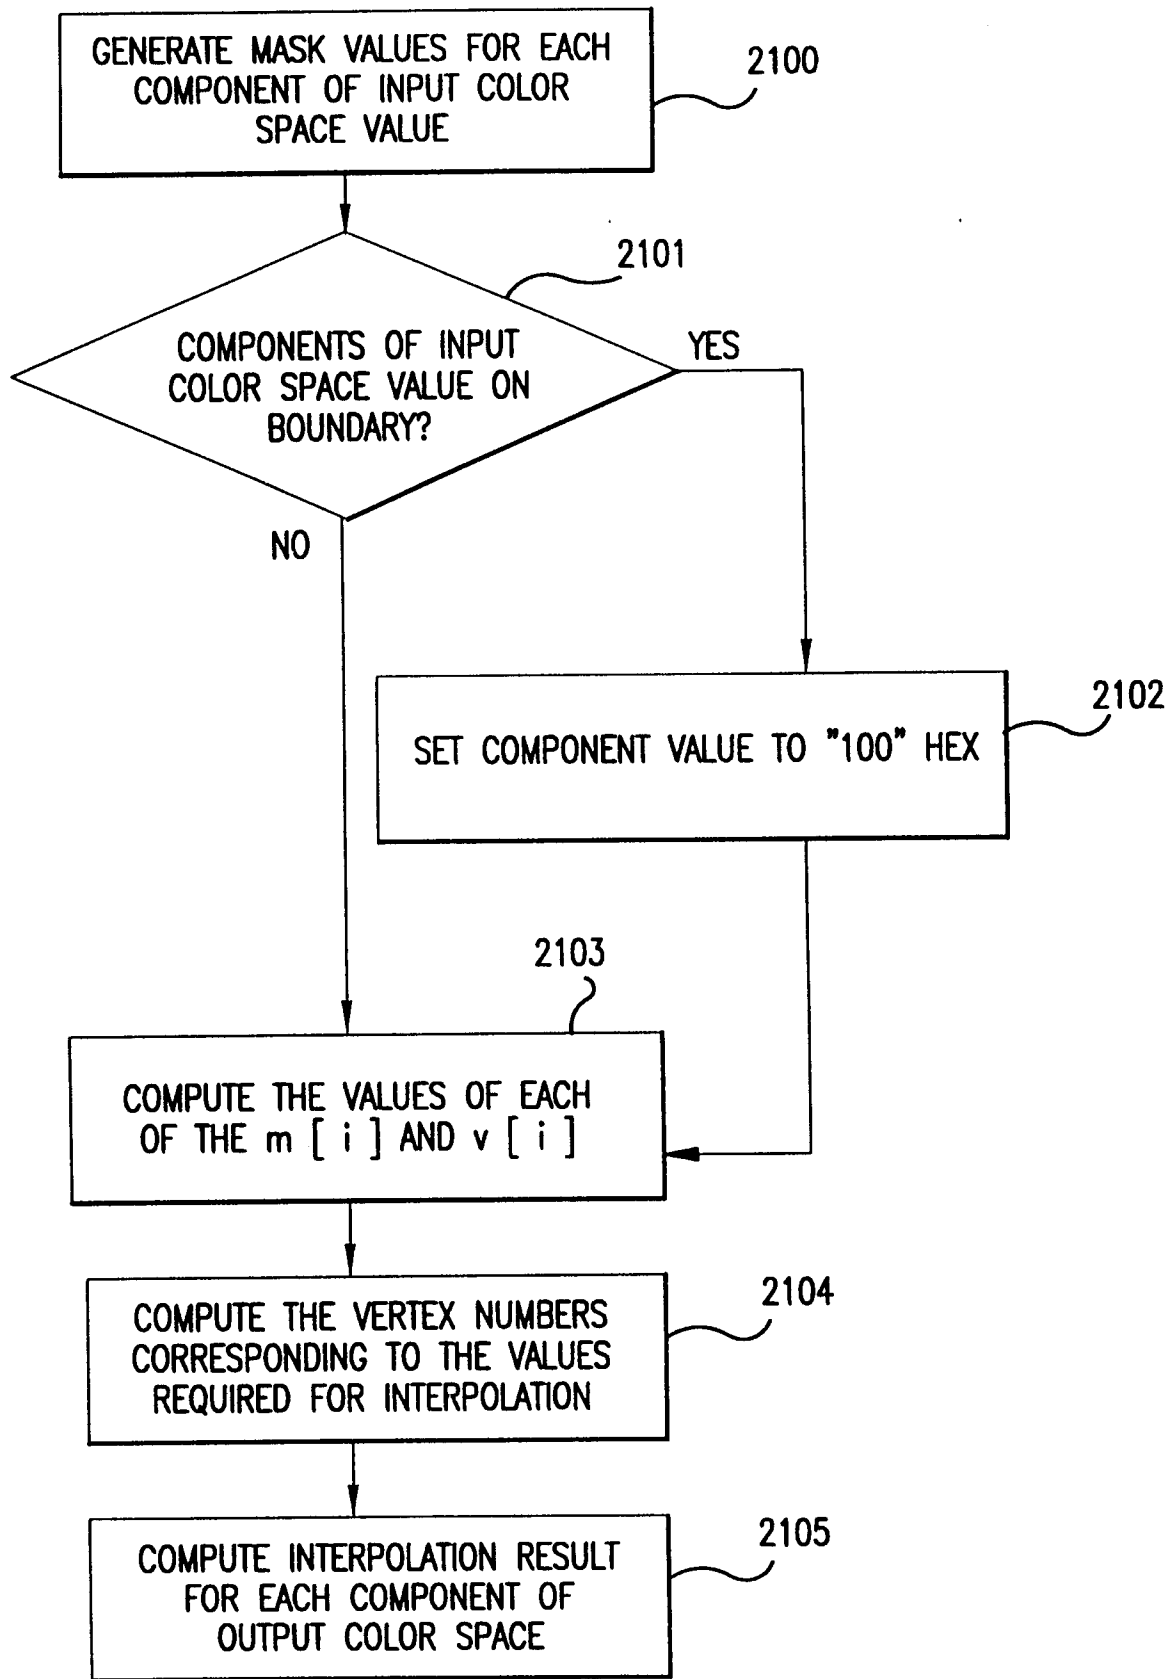 GENERATE MASK VALUES FOR EACH
COMPONENT OF INPUT COLOR
SPACE VALUE
2100
2101
COMPONENTS OF INPUT
COLOR SPACE VALUE ON
BOUNDARY?
YES
NO
2102
SET COMPONENT VALUE TO "100" HEX
2103
COMPUTE THE VALUES OF EACH
OF THE m [ i ] AND v [ i ]
2104
COMPUTE THE VERTEX NUMBERS
CORRESPONDING TO THE VALUES
REQUIRED FOR INTERPOLATION
2105
COMPUTE INTERPOLATION RESULT
FOR EACH COMPONENT OF
OUTPUT COLOR SPACE